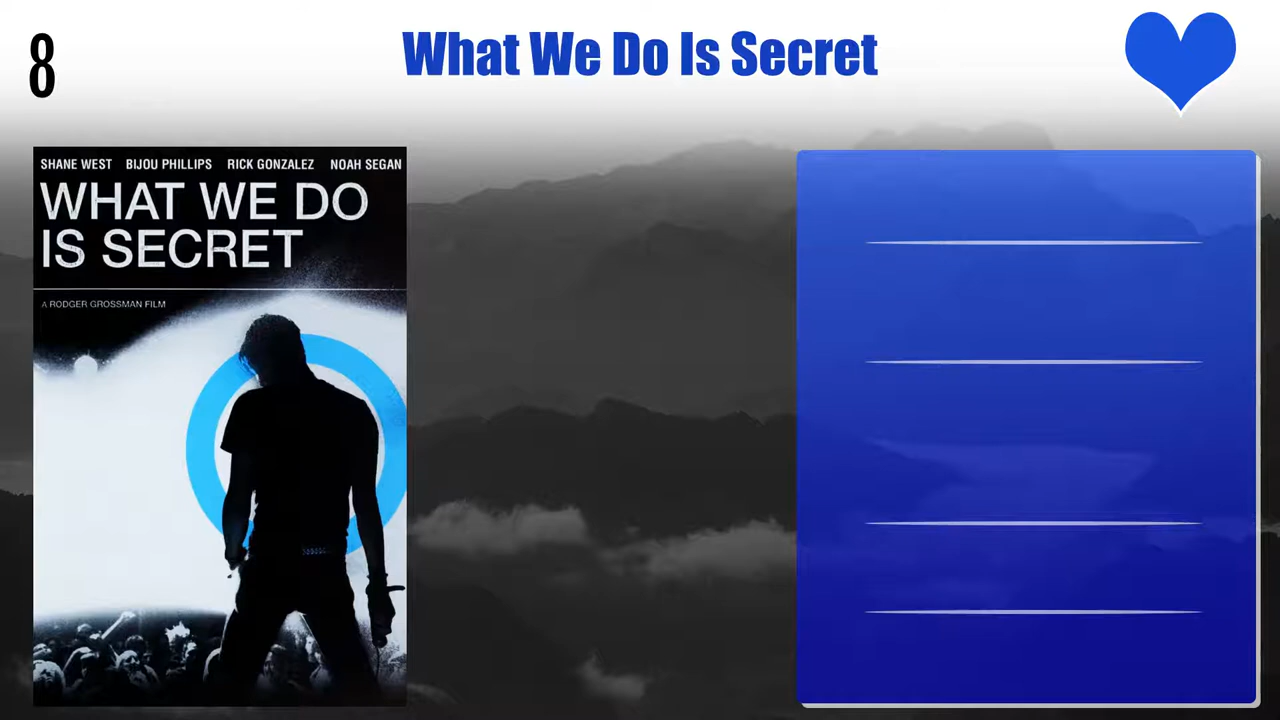 8
What We Do Is Secret
SHANE WEST BIJOU PHILLIPS RICK GONZALEZ NOAH SEGAN
WHAT WE DO
IS SECRET
A RODGER GROSSMAN FILM